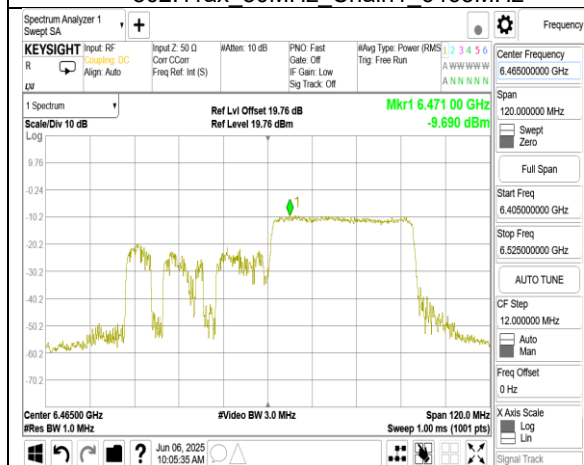 Spectrum Analyzer 1
Swept SA
Frequency
KEYSIGHT
R
Input: RF
Coupling: DC
Align: Auto
Input Z: 50 Ω
Corr CCorr
Freq Ref: Int (S)
#Atten: 10 dB
PNO: Fast
Gate: Off
IF Gain: Low
Sig Track: Off
#Avg Type: Power (RMS
Trig: Free Run
1 2 3 4 5 6
A W W W W W
A N N N N N
1 Spectrum
Scale/Div 10 dB
Ref Lvl Offset 19.76 dB
Ref Level 19.76 dBm
Mkr1 6.471 00 GHz
-9.690 dBm
Log
9.76
-0.24
-10.2
-20.2
-30.2
-40.2
-50.2
-60.2
-70.2
1
Center 6.46500 GHz
#Video BW 3.0 MHz
Span 120.0 MHz
#Res BW 1.0 MHz
Sweep 1.00 ms (1001 pts)
Center Frequency
6.465000000 GHz
Span
120.000000 MHz
Swept
Zero
Full Span
Start Freq
6.405000000 GHz
Stop Freq
6.525000000 GHz
AUTO TUNE
CF Step
12.000000 MHz
Auto
Man
Freq Offset
0 Hz
X Axis Scale
Log
Lin
Signal Track
?
Jun 06, 2025
10:05:35 AM